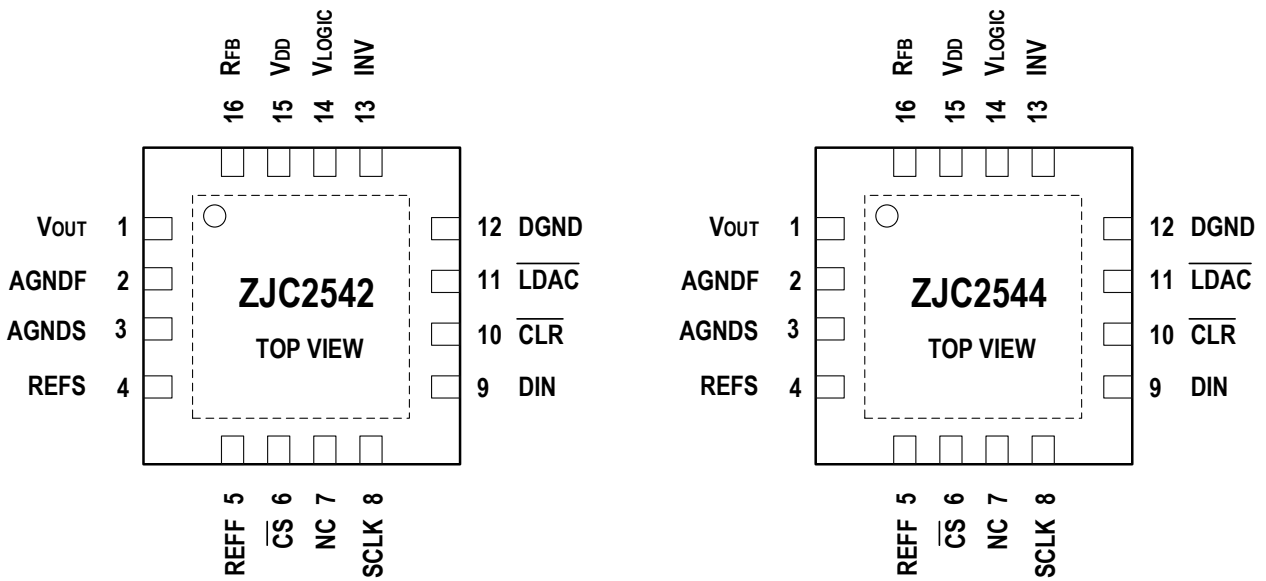 RFB VDD VLOGIC INV
16 15 14 13
VOUT 1
AGNDF 2
AGNDS 3
REFS 4
ZJC2542
TOP VIEW
12 DGND
11 LDAC
10 CLR
9 DIN
REFF 5
CS 6
NC 7
SCLK 8
RFB VDD VLOGIC INV
16 15 14 13
VOUT 1
AGNDF 2
AGNDS 3
REFS 4
ZJC2544
TOP VIEW
12 DGND
11 LDAC
10 CLR
9 DIN
REFF 5
CS 6
NC 7
SCLK 8